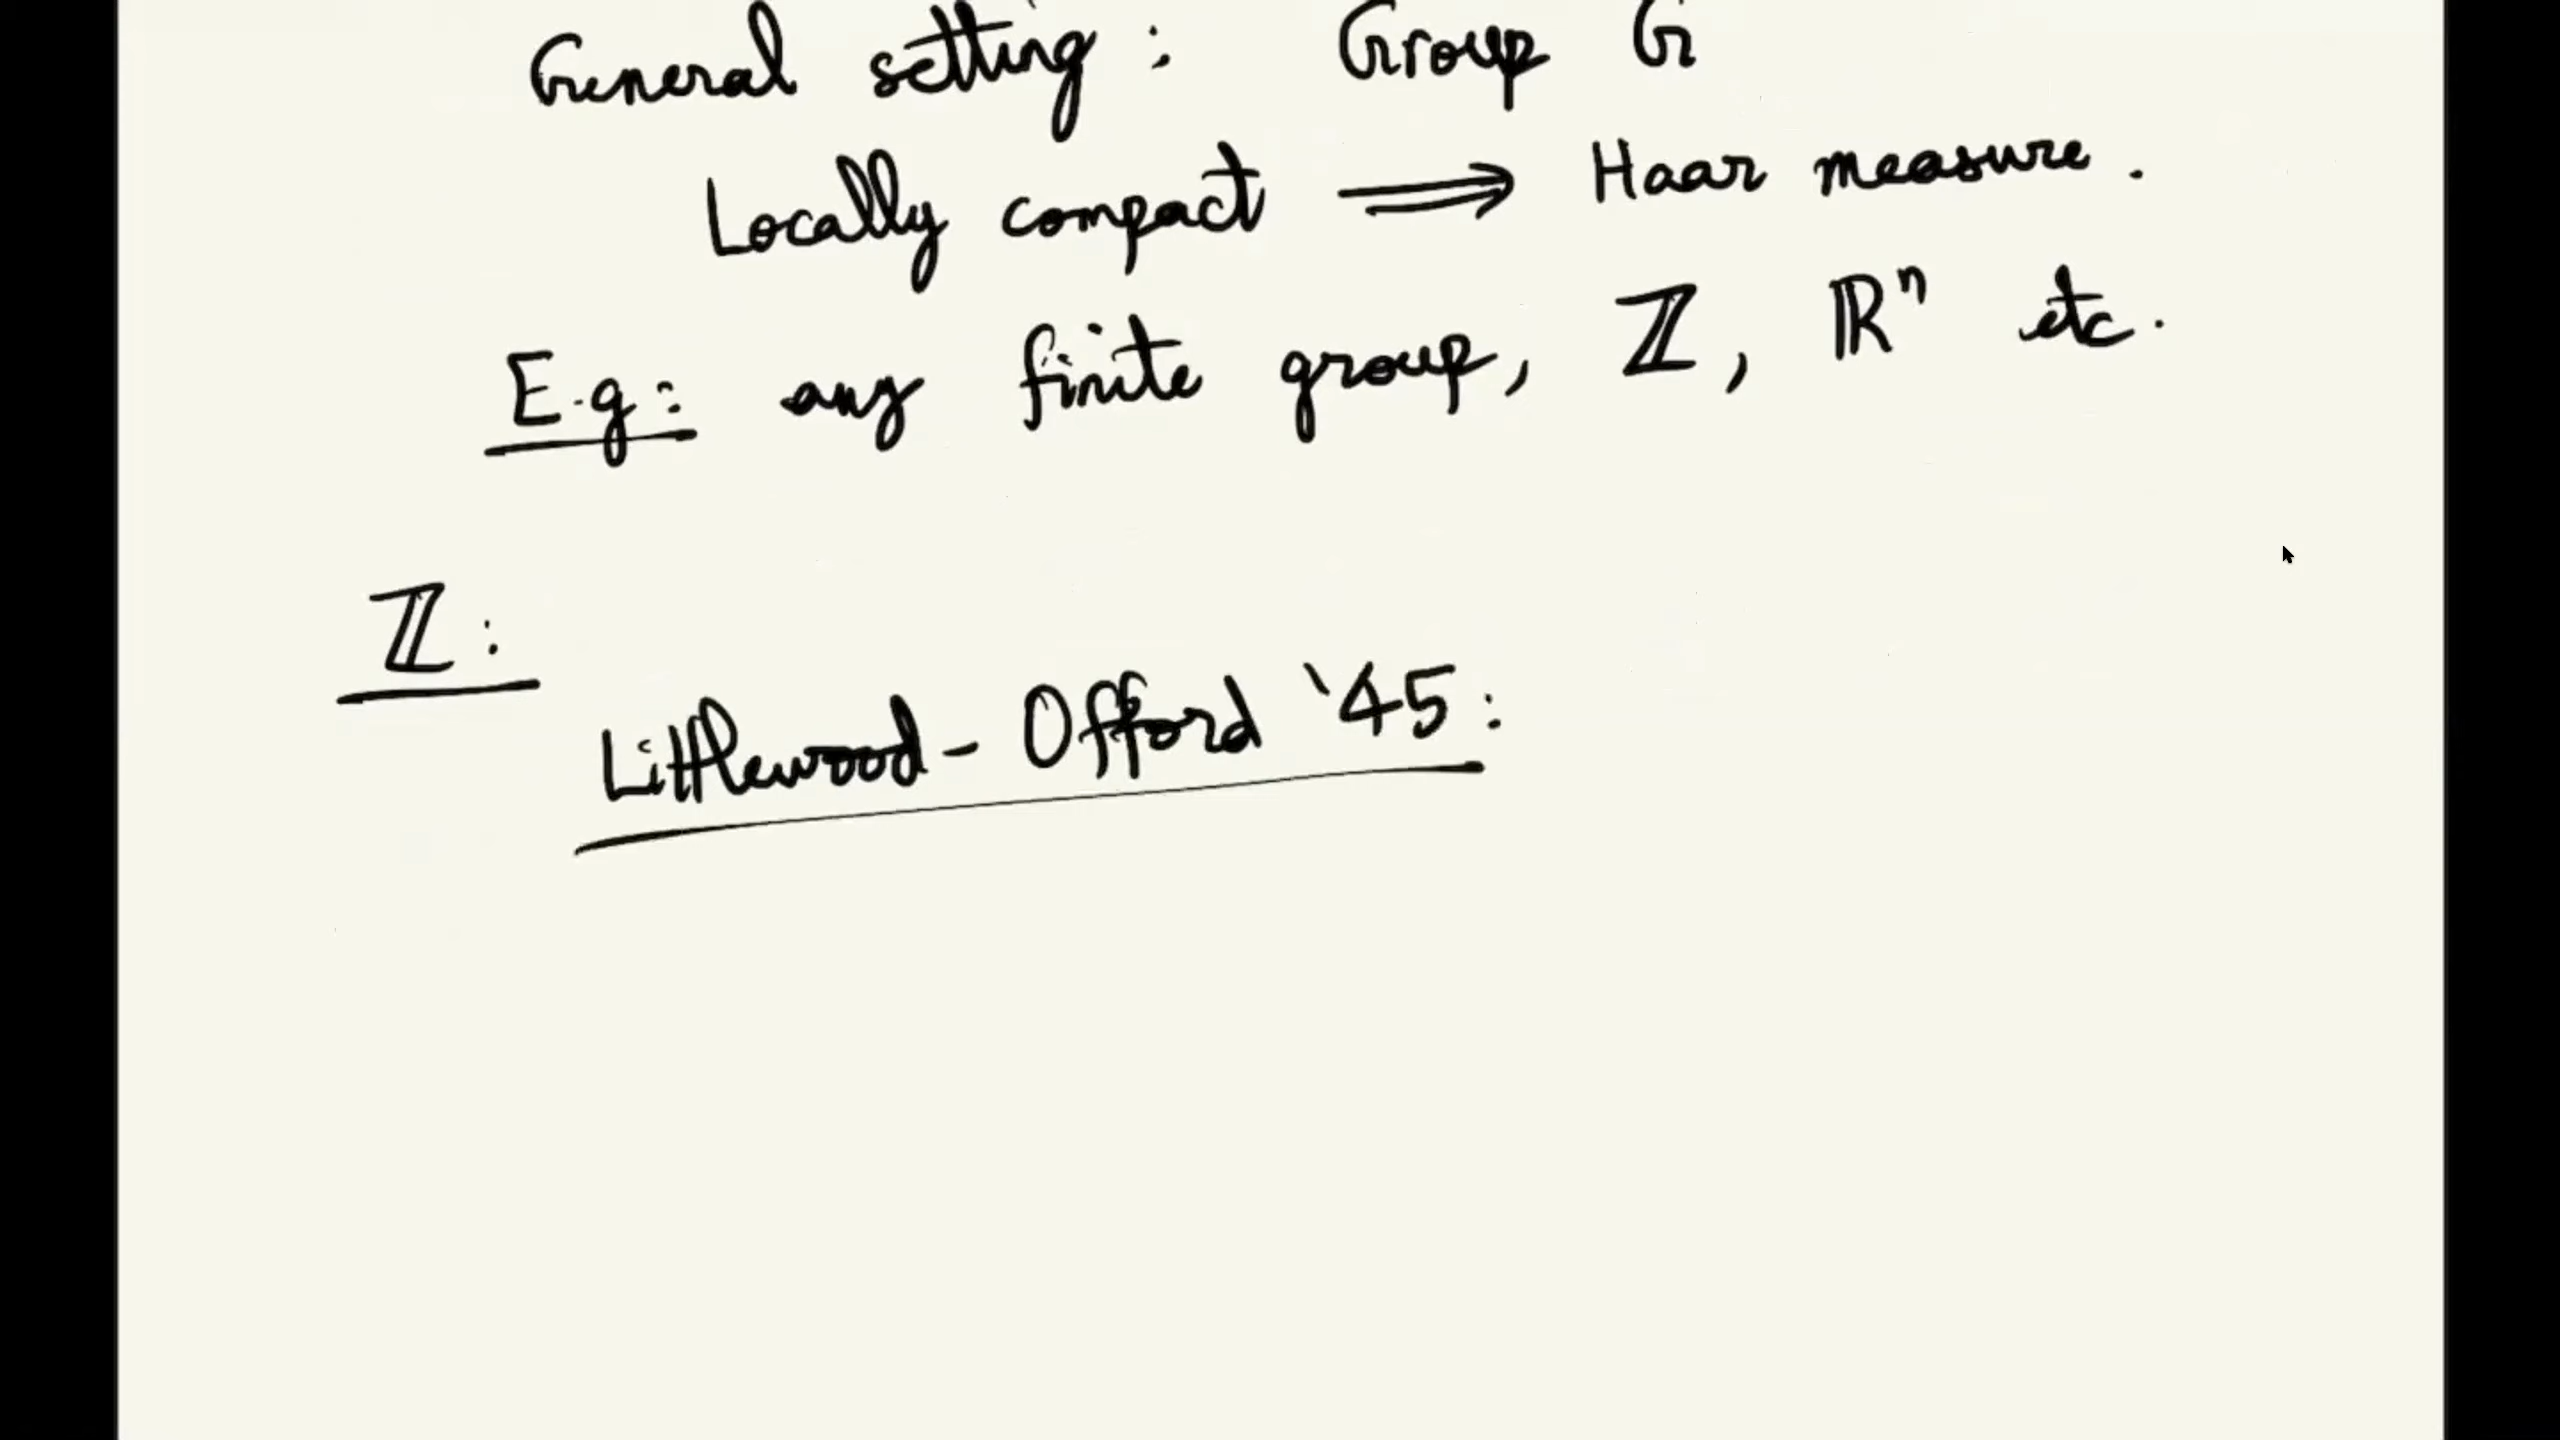 General setting : Group G
Locally compact ⟹ Haar measure .
E.g: any finite group, ℤ, ℝⁿ etc.
ℤ :
Littlewood - Offord '45 :